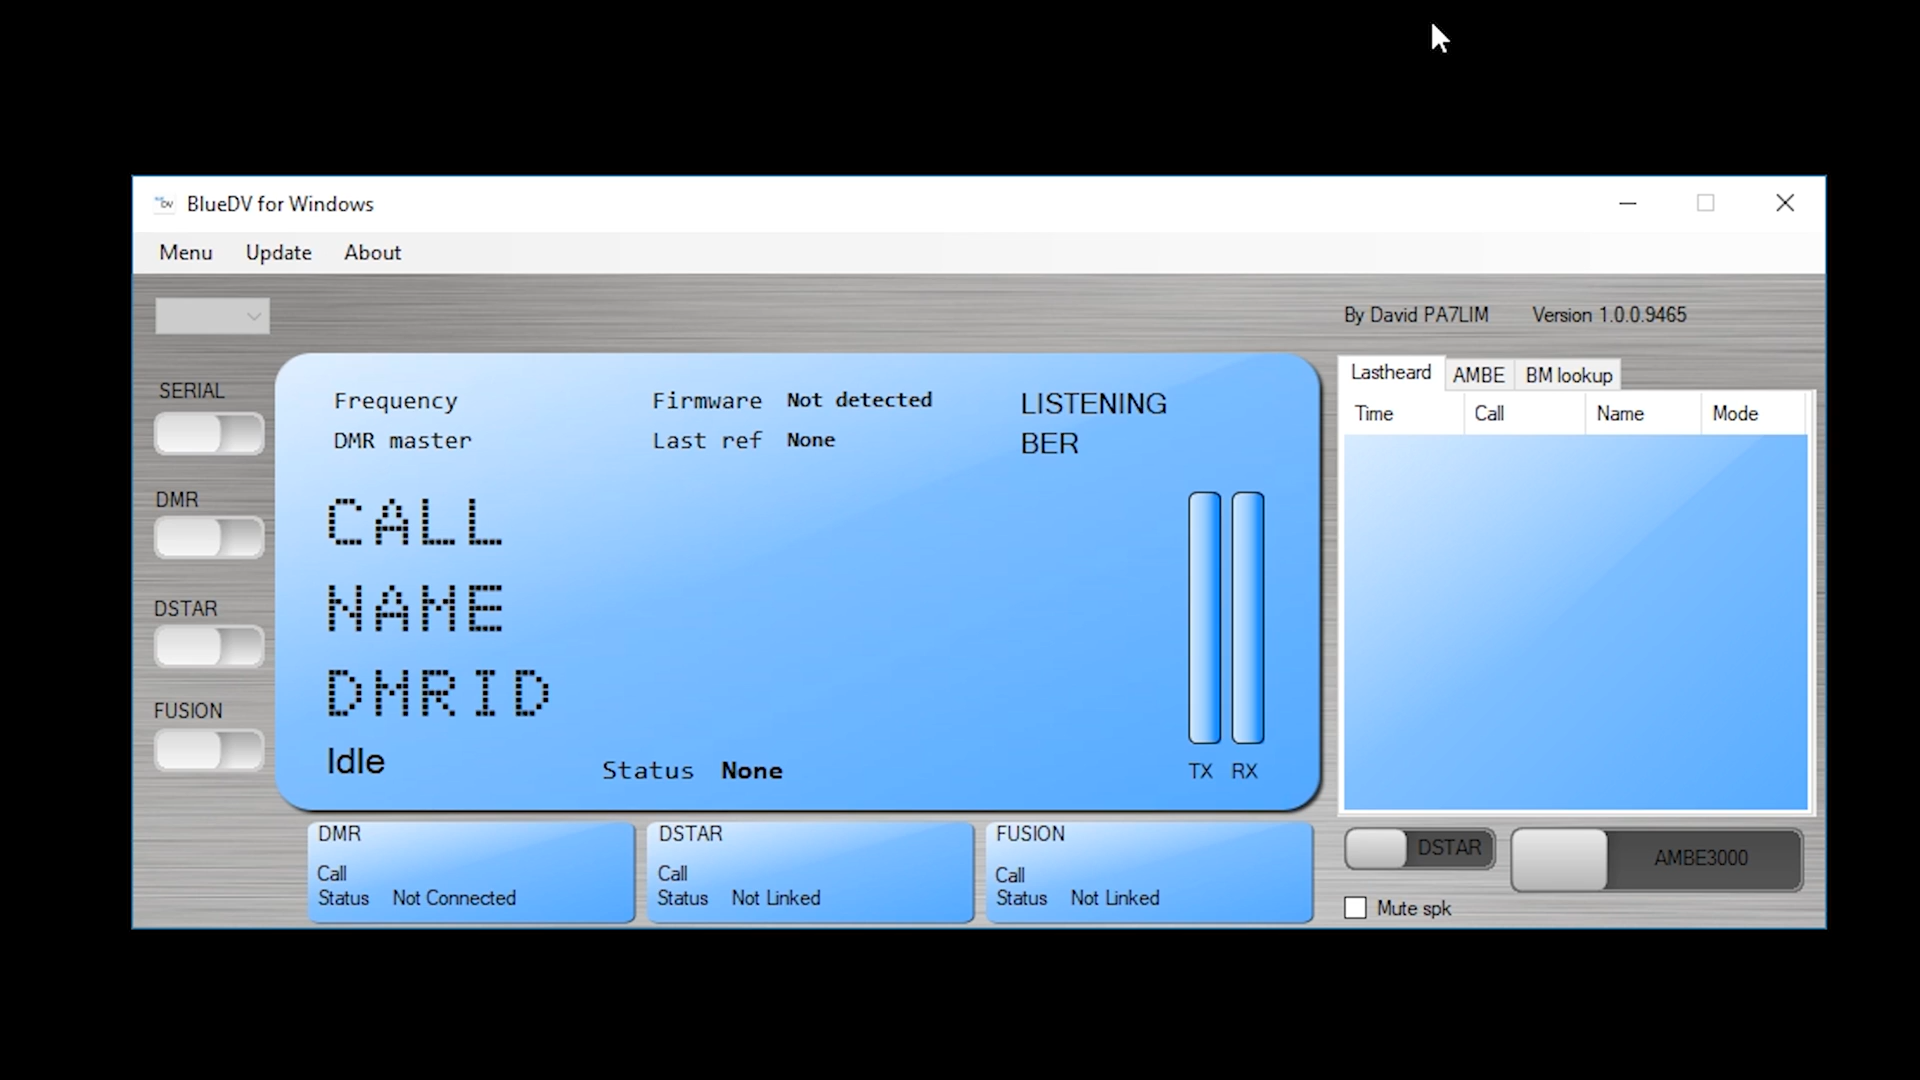 BlueDV for Windows
Menu Update About
By David PA7LIM Version 1.0.0.9465
SERIAL
DMR
DSTAR
FUSION
Frequency Firmware Not detected LISTENING
DMR master Last ref None BER
CALL
NAME
DMRID
Idle Status None TX RX
Lastheard AMBE BM lookup
Time Call Name Mode
DMR
Call
Status Not Connected
DSTAR
Call
Status Not Linked
FUSION
Call
Status Not Linked
DSTAR AMBE3000
Mute spk